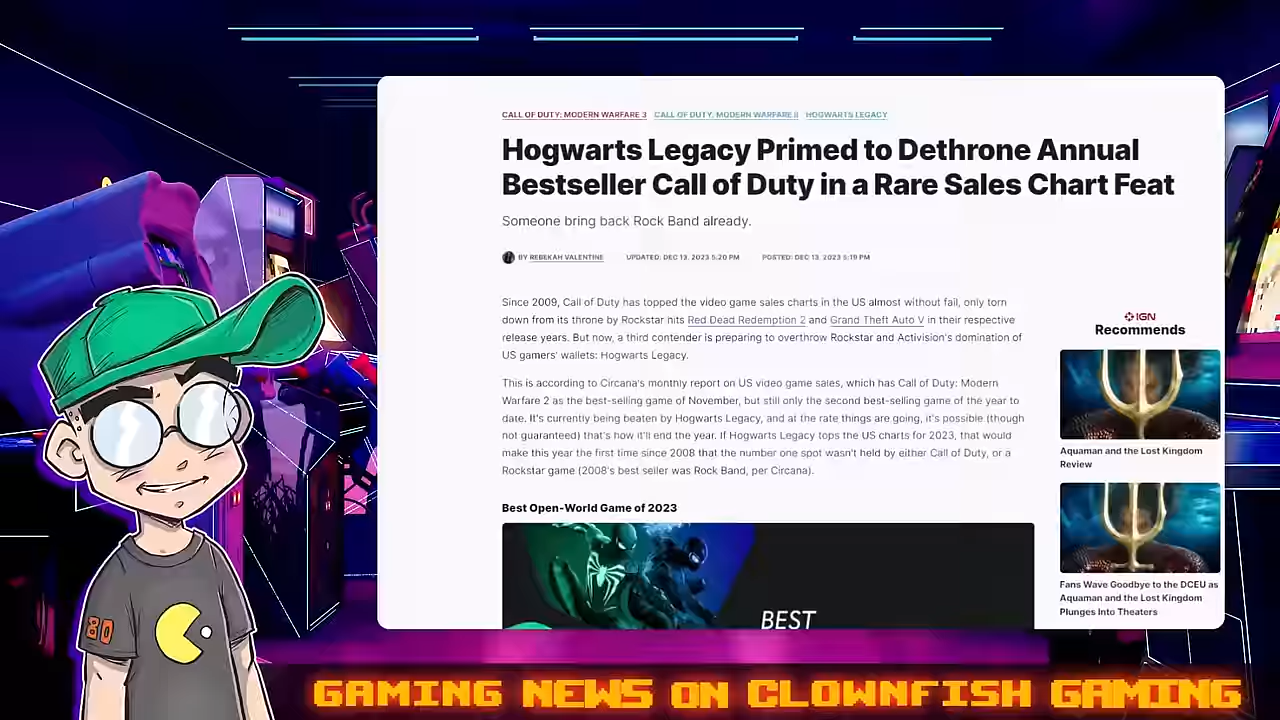 CALL OF DUTY: MODERN WARFARE 3 CALL OF DUTY: MODERN WARFARE II HOGWARTS LEGACY
Hogwarts Legacy Primed to Dethrone Annual
Bestseller Call of Duty in a Rare Sales Chart Feat
Someone bring back Rock Band already.
BY REBEKAH VALENTINE UPDATED: DEC 13, 2023 5:20 PM POSTED: DEC 13, 2023 5:19 PM
Since 2009, Call of Duty has topped the video game sales charts in the US almost without fail, only torn
down from its throne by Rockstar hits Red Dead Redemption 2 and Grand Theft Auto V in their respective
release years. But now, a third contender is preparing to overthrow Rockstar and Activision's domination of
US gamers' wallets: Hogwarts Legacy.
This is according to Circana's monthly report on US video game sales, which has Call of Duty: Modern
Warfare 2 as the best-selling game of November, but still only the second best-selling game of the year to
date. It's currently being beaten by Hogwarts Legacy, and at the rate things are going, it's possible (though
not guaranteed) that's how it'll end the year. If Hogwarts Legacy tops the US charts for 2023, that would
make this year the first time since 2008 that the number one spot wasn't held by either Call of Duty, or a
Rockstar game (2008's best seller was Rock Band, per Circana).
Best Open-World Game of 2023
BEST
IGN
Recommends
Aquaman and the Lost Kingdom
Review
Fans Wave Goodbye to the DCEU as
Aquaman and the Lost Kingdom
Plunges Into Theaters
80
GAMING NEWS ON CLOWNFISH GAMING